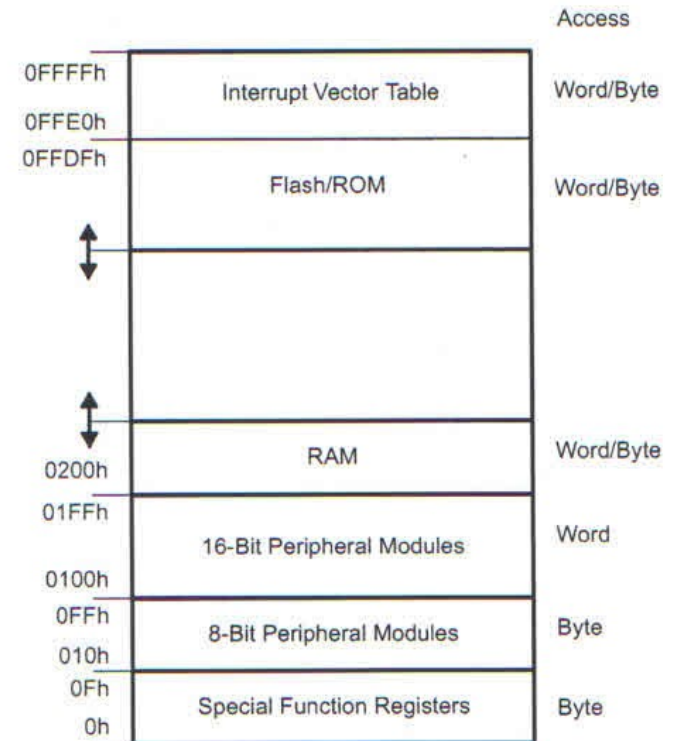 Access
0FFFFh
Interrupt Vector Table
Word/Byte
0FFE0h
0FFDFh
Flash/ROM
Word/Byte
RAM
Word/Byte
0200h
01FFh
16-Bit Peripheral Modules
Word
0100h
0FFh
8-Bit Peripheral Modules
Byte
010h
0Fh
Special Function Registers
Byte
0h